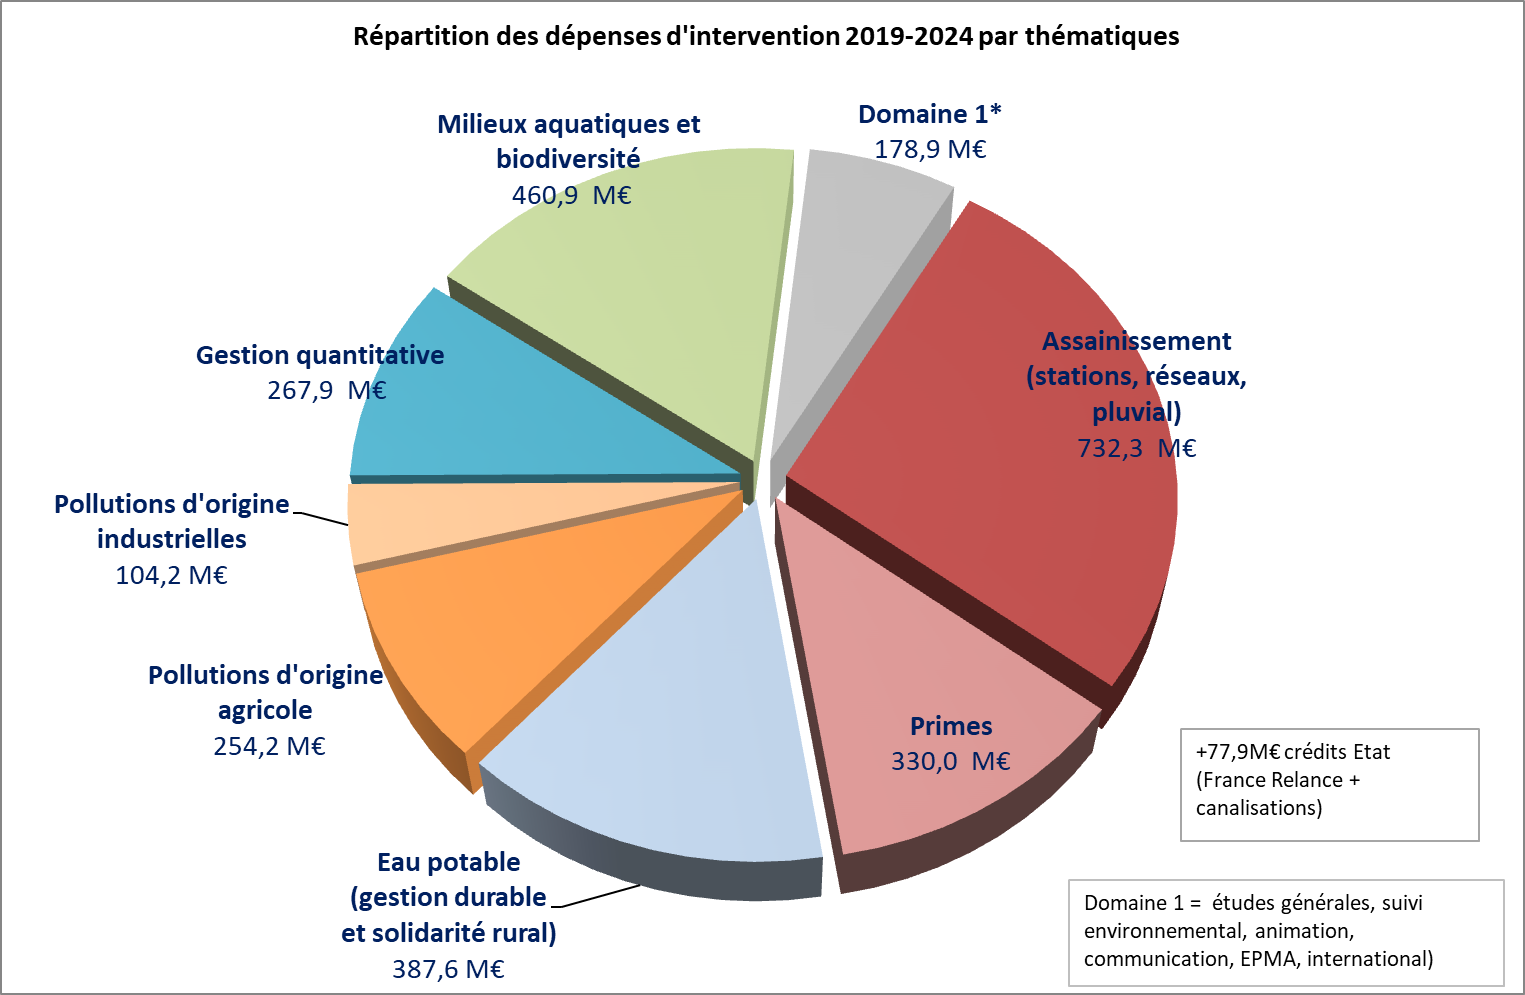 Répartition des dépenses d'intervention 2019-2024 par thématiques
Domaine 1*
178,9 M€
Milieux aquatiques et
biodiversité
460,9  M€
Assainissement
(stations, réseaux,
pluvial)
732,3  M€
Gestion quantitative
267,9  M€
Pollutions d'origine
industrielles
104,2 M€
Pollutions d'origine
agricole
254,2 M€
Primes
330,0  M€
Eau potable
(gestion durable
et solidarité rural)
387,6 M€
+77,9M€ crédits Etat
(France Relance +
canalisations)
Domaine 1 =  études générales, suivi
environnemental, animation,
communication, EPMA, international)